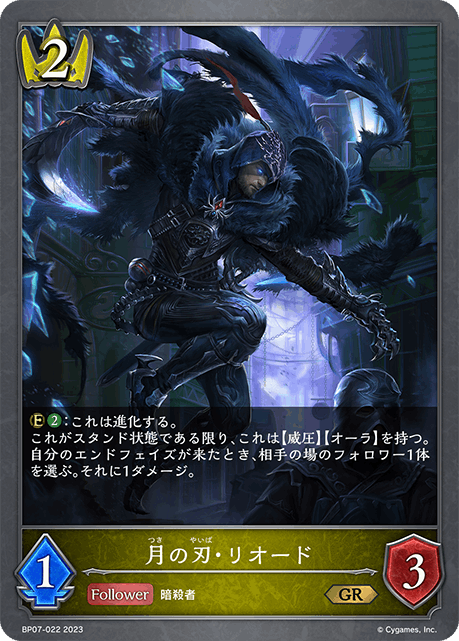 2
E 2:これは進化する。
これがスタンド状態である限り、これは【威圧】【オーラ】を持つ。
自分のエンドフェイズが来たとき、相手の場のフォロワー1体
を選ぶ。それに1ダメージ。
つき やいば
月の刃・リオード
1
Follower 暗殺者
GR
3
BP07-022 2023
© Cygames, Inc.